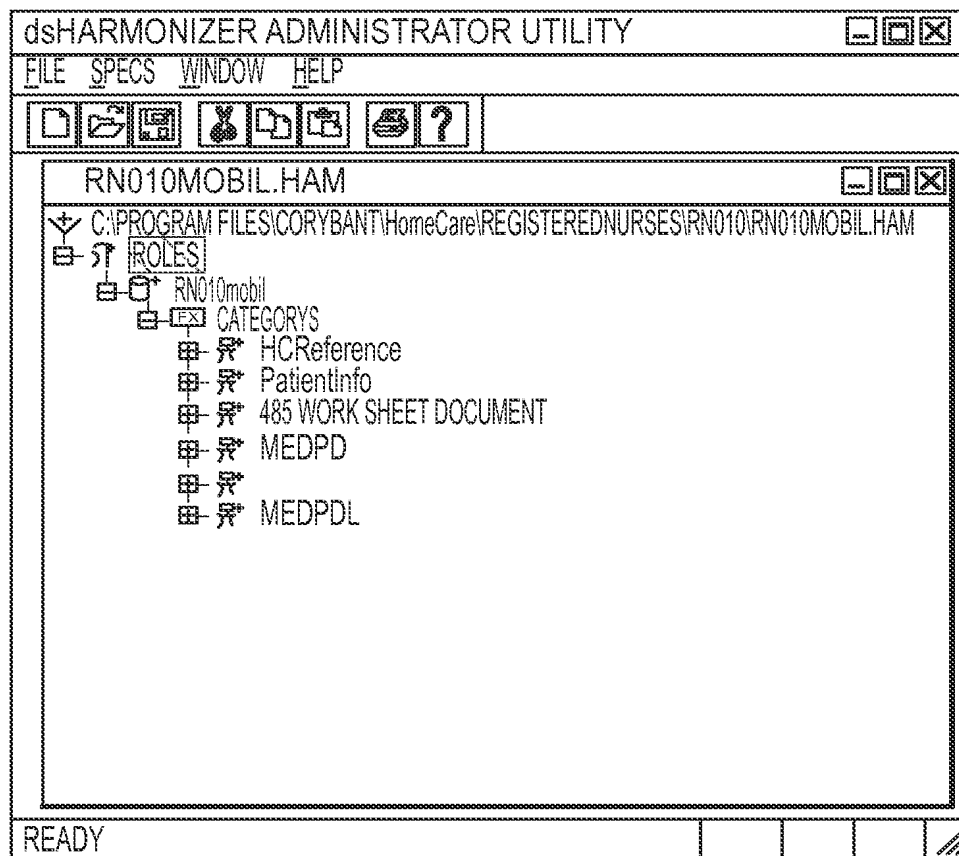 dsHARMONIZER ADMINISTRATOR UTILITY
FILE SPECS WINDOW HELP
?
RN010MOBIL.HAM
C:\PROGRAM FILES\CORYBANT\HomeCare\REGISTEREDNURSES\RN010\RN010MOBIL.HAM
ROLES
RN010mobil
FX CATEGORYS
HCReference
PatientInfo
485 WORK SHEET DOCUMENT
MEDPD
MEDPDL
READY